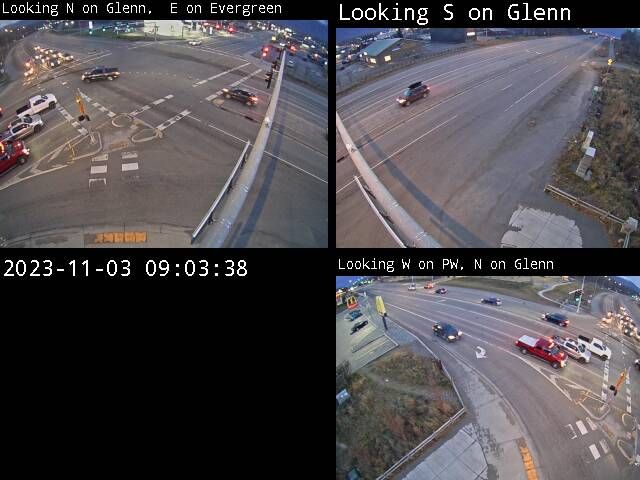 Looking N on Glenn, E on Evergreen
Looking S on Glenn
2023-11-03 09:03:38
Looking W on PW, N on Glenn